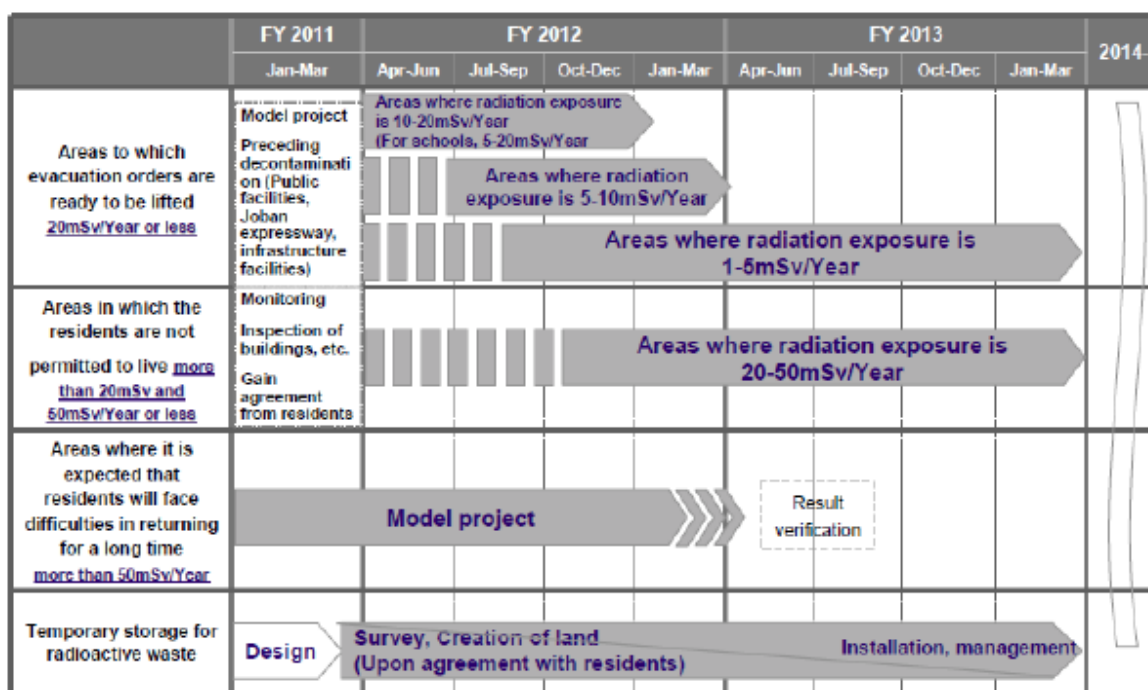 FY 2011
FY 2012
FY 2013
2014-
Jan-Mar
Apr-Jun
Jul-Sep
Oct-Dec
Jan-Mar
Apr-Jun
Jul-Sep
Oct-Dec
Jan-Mar
Areas to which
evacuation orders are
ready to be lifted
20mSv/Year or less
Model project
Preceding
decontaminati
on (Public
facilities,
Joban
expressway,
infrastructure
facilities)
Areas where radiation exposure
is 10-20mSv/Year
(For schools, 5-20mSv/Year
Areas where radiation
exposure is 5-10mSv/Year
Areas where radiation exposure is
1-5mSv/Year
Areas in which the
residents are not
permitted to live more
than 20mSv and
50mSv/Year or less
Monitoring
Inspection of
buildings, etc.
Gain
agreement
from residents
Areas where radiation exposure is
20-50mSv/Year
Areas where it is
expected that
residents will face
difficulties in returning
for a long time
more than 50mSv/Year
Model project
Result
verification
Temporary storage for
radioactive waste
Design
Survey, Creation of land
(Upon agreement with residents)
Installation, management